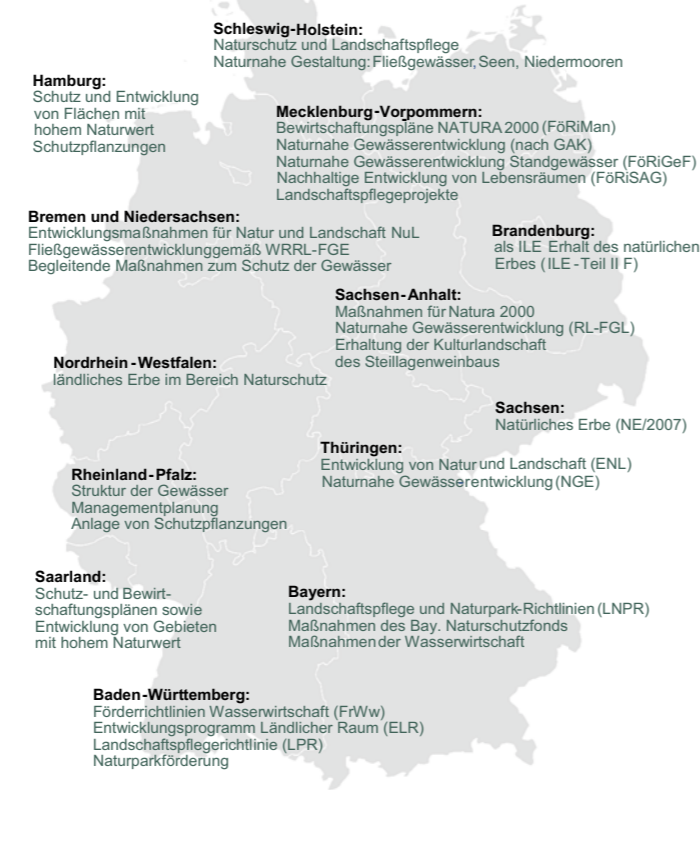 Schleswig-Holstein:
Naturschutz und Landschaftspflege
Naturnahe Gestaltung: Fließgewässer, Seen, Niedermooren
Hamburg:
Schutz und Entwicklung
von Flächen mit
hohem Naturwert
Schutzpflanzungen
Mecklenburg-Vorpommern:
Bewirtschaftungspläne NATURA 2000 (FöRiMan)
Naturnahe Gewässerentwicklung (nach GAK)
Naturnahe Gewässerentwicklung Standgewässer (FöRiGeF)
Nachhaltige Entwicklung von Lebensräumen (FöRiSAG)
Landschaftspflegeprojekte
Bremen und Niedersachsen:
Entwicklungsmaßnahmen für Natur und Landschaft NuL
Fließgewässerentwicklunggemäß WRRL-FGE
Begleitende Maßnahmen zum Schutz der Gewässer
Brandenburg:
als ILE Erhalt des natürlichen
Erbes (ILE - Teil II F)
Sachsen-Anhalt:
Maßnahmen für Natura 2000
Naturnahe Gewässerentwicklung (RL-FGL)
Erhaltung der Kulturlandschaft
des Steillagenweinbaus
Nordrhein-Westfalen:
ländliches Erbe im Bereich Naturschutz
Sachsen:
Natürliches Erbe (NE/2007)
Thüringen:
Entwicklung von Natur und Landschaft (ENL)
Naturnahe Gewässerentwicklung (NGE)
Rheinland-Pfalz:
Struktur der Gewässer
Managementplanung
Anlage von Schutzpflanzungen
Saarland:
Schutz- und Bewirt-
schaftungsplänen sowie
Entwicklung von Gebieten
mit hohem Naturwert
Bayern:
Landschaftspflege und Naturpark-Richtlinien (LNPR)
Maßnahmen des Bay. Naturschutzfonds
Maßnahmen der Wasserwirtschaft
Baden-Württemberg:
Förderrichtlinien Wasserwirtschaft (FrWw)
Entwicklungsprogramm Ländlicher Raum (ELR)
Landschaftspflegerichtlinie (LPR)
Naturparkförderung